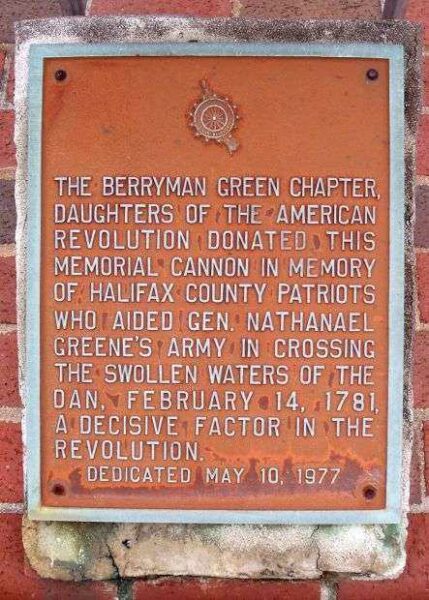 THE BERRYMAN GREEN CHAPTER,
DAUGHTERS OF THE AMERICAN
REVOLUTION DONATED THIS
MEMORIAL CANNON IN MEMORY
OF HALIFAX COUNTY PATRIOTS
WHO AIDED GEN. NATHANAEL
GREENE'S ARMY IN CROSSING
THE SWOLLEN WATERS OF THE
DAN, FEBRUARY 14, 1781,
A DECISIVE FACTOR IN THE
REVOLUTION.
DEDICATED MAY 10, 1977